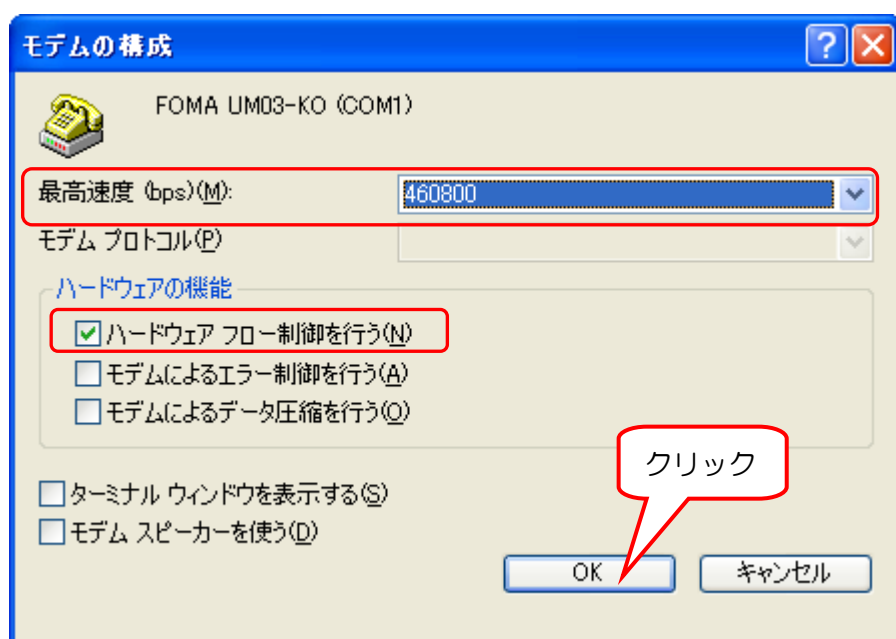 モデムの構成
FOMA UM03-KO (COM1)
最高速度 (bps)(M): 460800
モデム プロトコル(P)
ハードウェアの機能
ハードウェア フロー制御を行う(N)
モデムによるエラー制御を行う(A)
モデムによるデータ圧縮を行う(O)
クリック
ターミナル ウィンドウを表示する(S)
モデム スピーカーを使う(D)
OK キャンセル